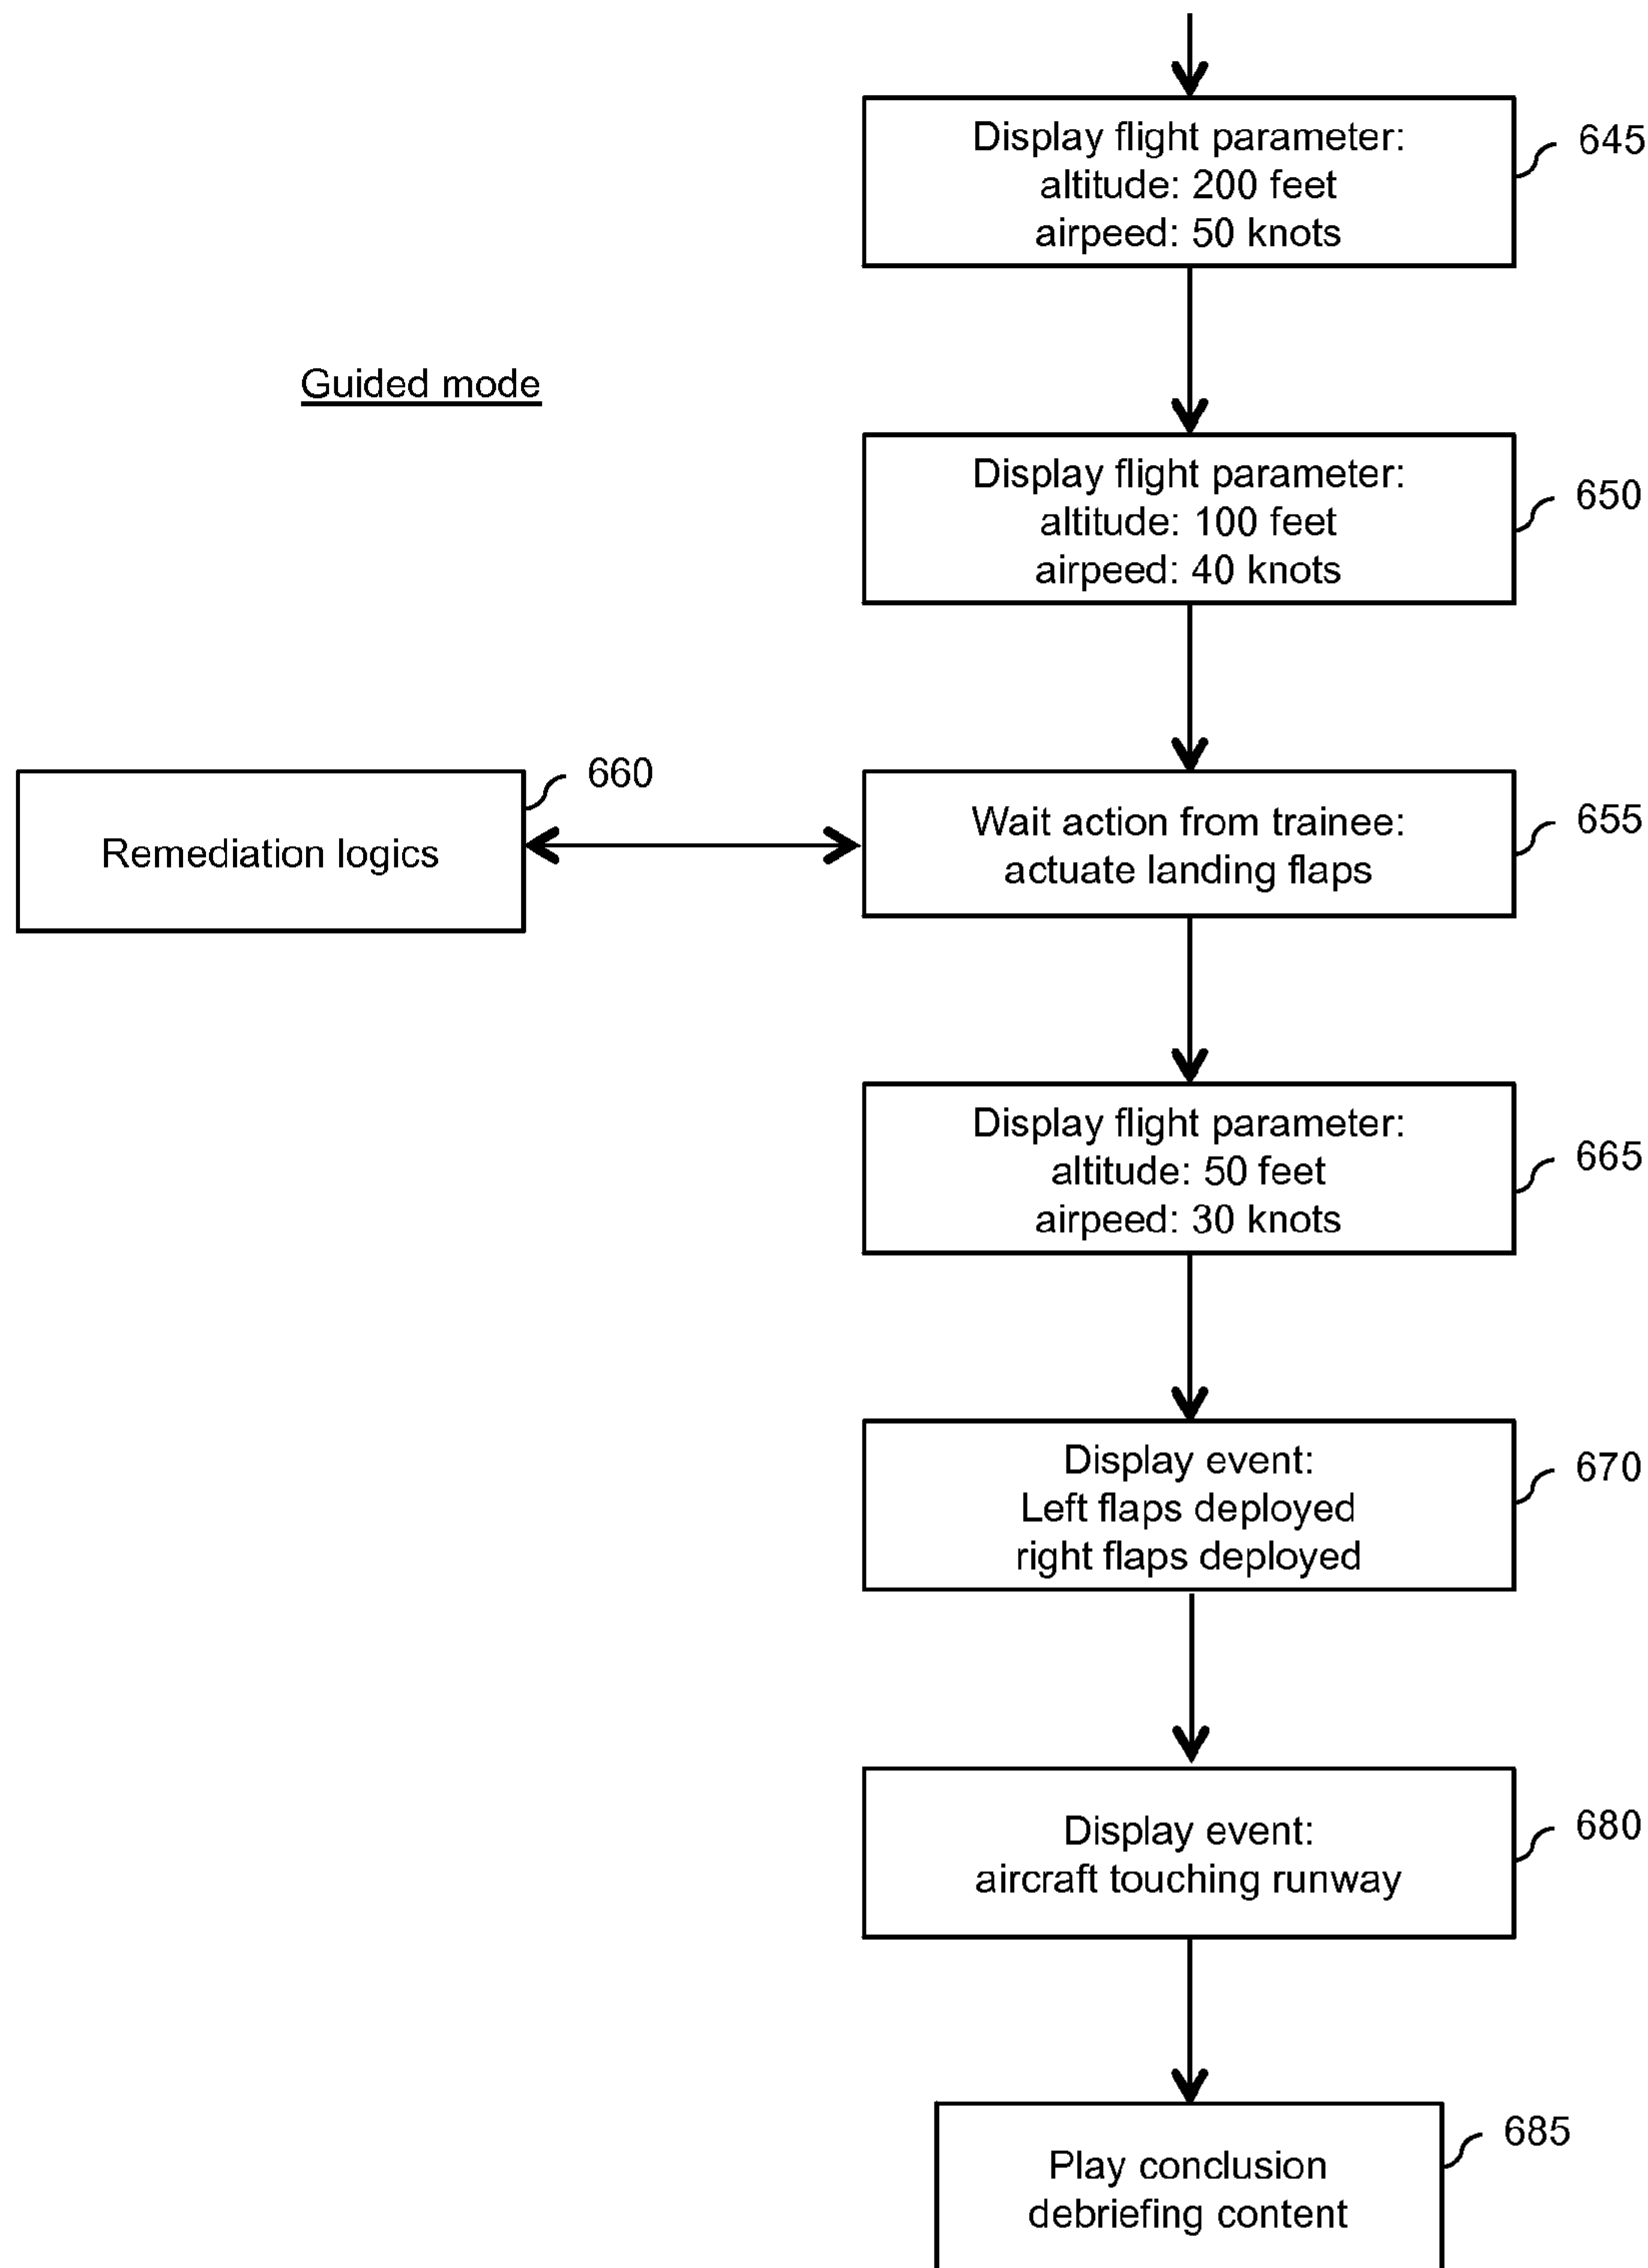 Display flight parameter:
altitude: 200 feet
airpeed: 50 knots
645
Guided mode
Display flight parameter:
altitude: 100 feet
airpeed: 40 knots
650
Remediation logics
660
Wait action from trainee:
actuate landing flaps
655
Display flight parameter:
altitude: 50 feet
airpeed: 30 knots
665
Display event:
Left flaps deployed
right flaps deployed
670
Display event:
aircraft touching runway
680
Play conclusion
debriefing content
685